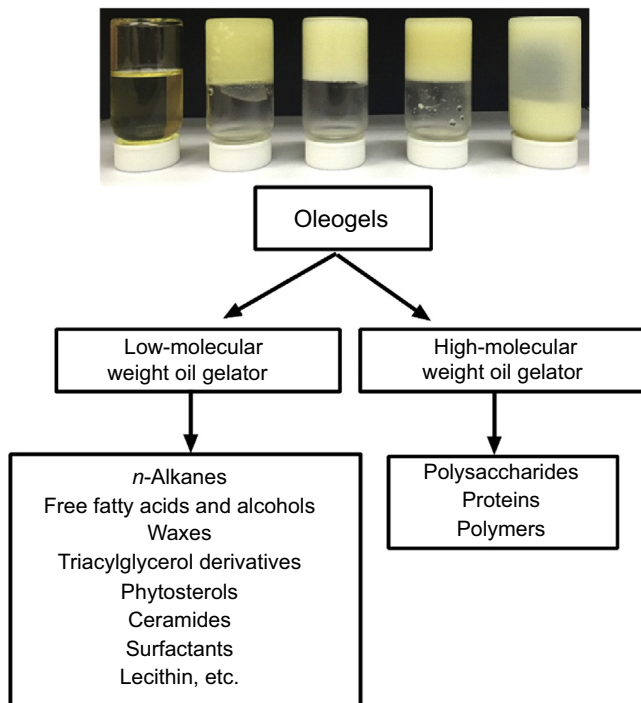 Oleogels
Low-molecular
weight oil gelator
High-molecular
weight oil gelator
n-Alkanes
Free fatty acids and alcohols
Waxes
Triacylglycerol derivatives
Phytosterols
Ceramides
Surfactants
Lecithin, etc.
Polysaccharides
Proteins
Polymers